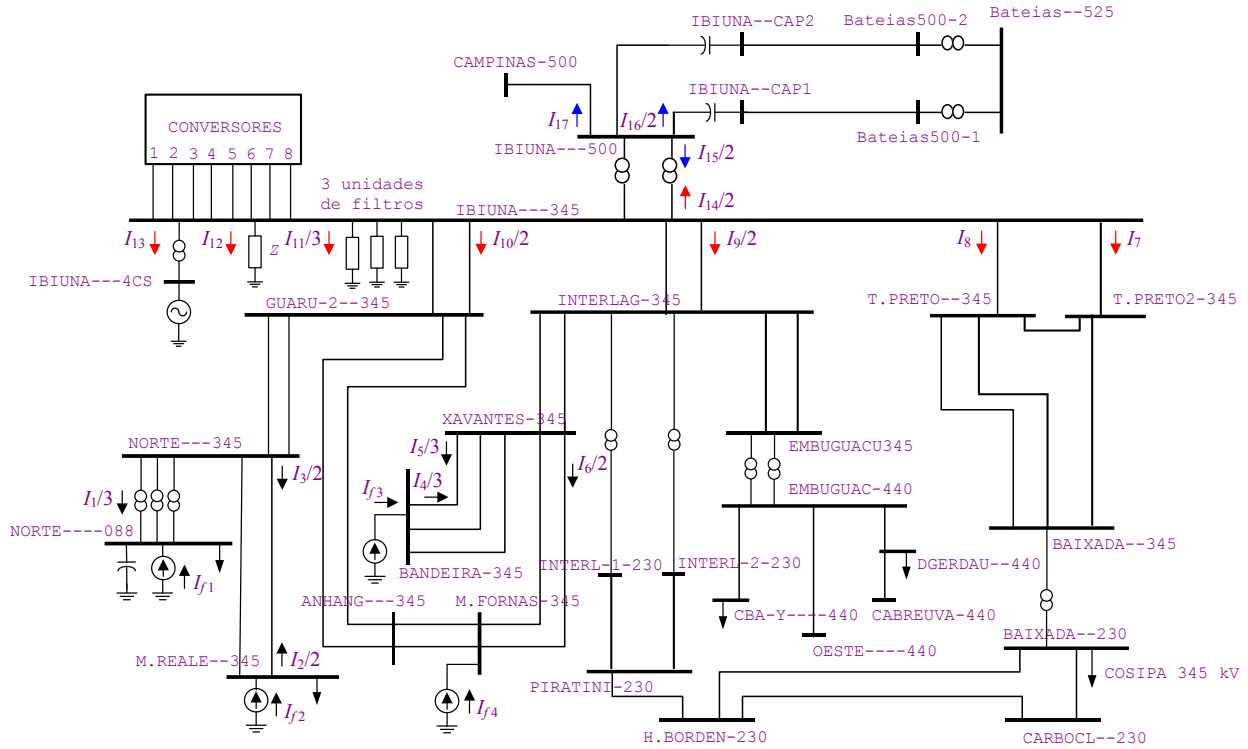 Bateias--525
IBIUNA--CAP2
Bateias500-2
CAMPINAS-500
IBIUNA--CAP1
CONVERSORES
1 2 3 4 5 6 7 8
I17
I16/2
Bateias500-1
IBIUNA---500
I15/2
3 unidades
de filtros
I14/2
IBIUNA---345
I13
I12
I11/3
I10/2
I9/2
I8
I7
Z
IBIUNA---4CS
GUARU-2--345
INTERLAG-345
T.PRETO--345
T.PRETO2-345
XAVANTES-345
NORTE---345
I5/3
EMBUGUACU345
I3/2
I6/2
I4/3
If3
I1/3
EMBUGUAC-440
NORTE----088
BAIXADA--345
If1
BANDEIRA-345
INTERL-1-230
INTERL-2-230
DGERDAU--440
ANHANG---345
M.FORNAS-345
CBA-Y----440
CABREUVA-440
BAIXADA--230
OESTE----440
M.REALE--345
I2/2
COSIPA 345 kV
PIRATINI-230
If2
If4
H.BORDEN-230
CARBOCL--230